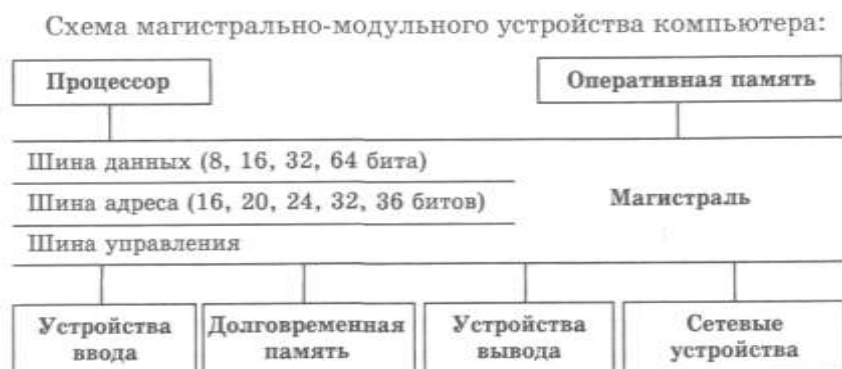 Схема магистрально-модульного устройства компьютера:
Процессор
Оперативная память
Шина данных (8, 16, 32, 64 бита)
Шина адреса (16, 20, 24, 32, 36 битов)
Магистраль
Шина управления
Устройства
ввода
Долговременная
память
Устройства
вывода
Сетевые
устройства